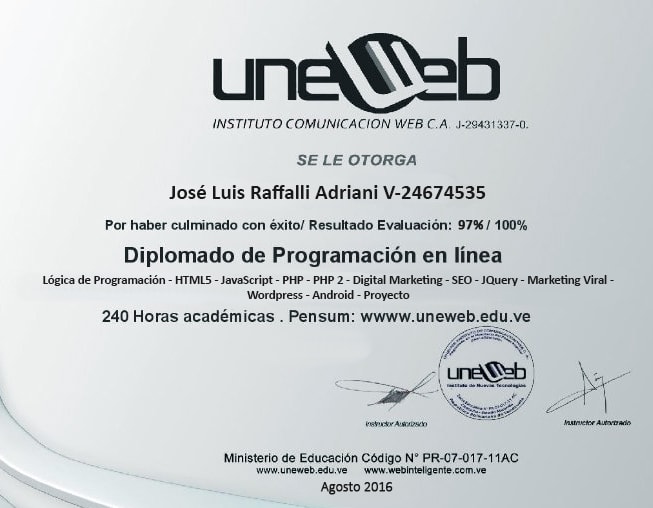 uneweb
INSTITUTO COMUNICACION WEB C.A. J-29431337-0.
SE LE OTORGA
José Luis Raffalli Adriani V-24674535
Por haber culminado con éxito/ Resultado Evaluación: 97% / 100%
Diplomado de Programación en línea
Lógica de Programación - HTML5 - JavaScript - PHP - PHP 2 - Digital Marketing - SEO - JQuery - Marketing Viral -
Wordpress - Android - Proyecto
240 Horas académicas . Pensum: wwww.uneweb.edu.ve
uneweb
Instituto de Nuevas Tecnologías
Instructor Autorizado
Instructor Autorizado
Ministerio de Educación Código N° PR-07-017-11AC
www.uneweb.edu.ve www.webinteligente.com.ve
Agosto 2016